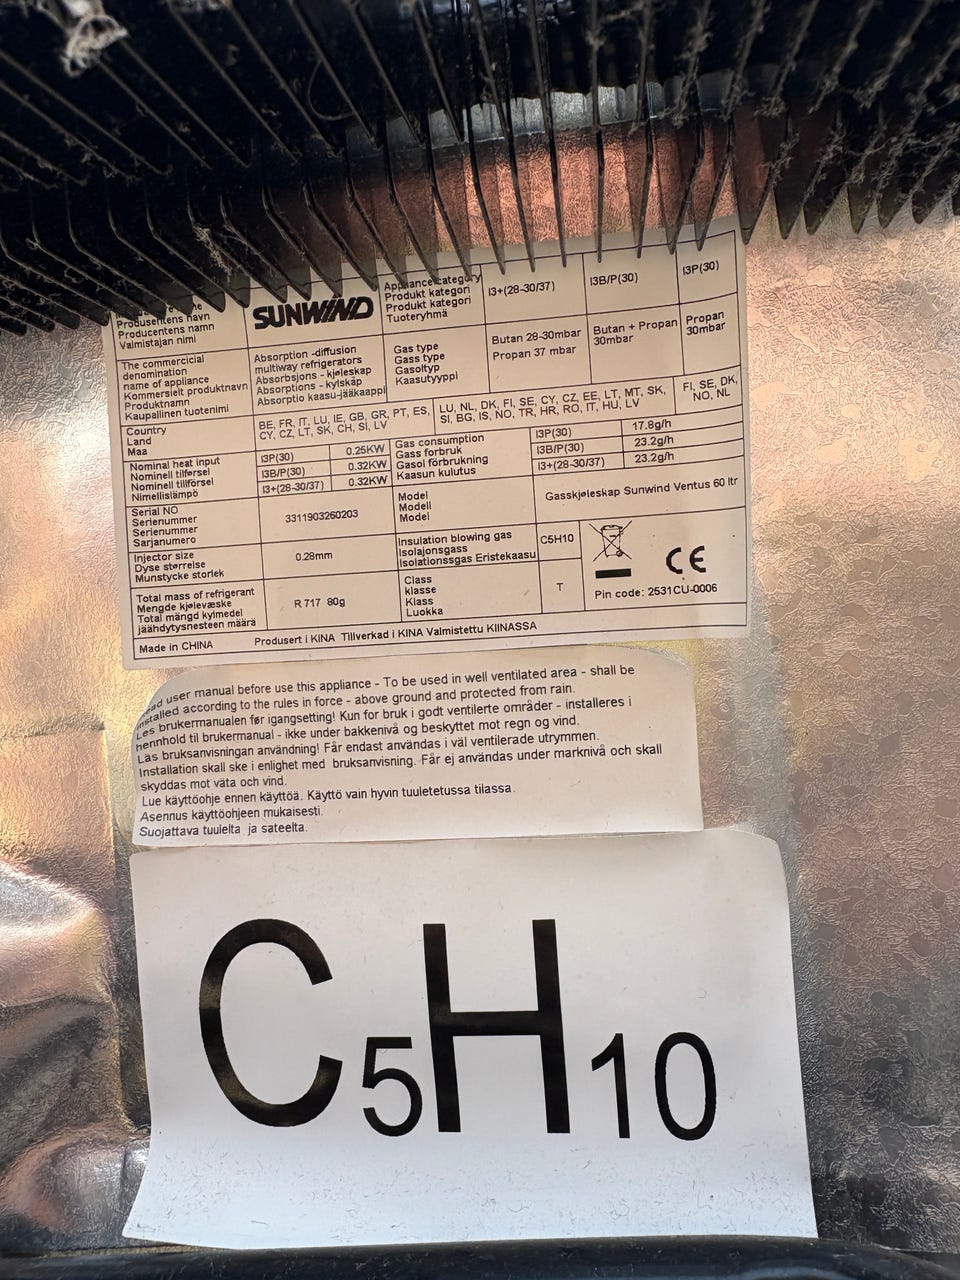 Produsentens navn
Producentens namn
Valmistajan nimi
SUNWIND
Appliance category
Produkt kategori
Produkt kategori
Tuoteryhmä
I3+(28-30/37)
I3B/P(30)
I3P(30)
The commercicial
denomination
name of appliance
Kommersielt produktnavn
Produktnamn
Kaupallinen tuotenimi
Absorption -diffusion
multiway refrigerators
Absorbsjons - kjøleskap
Absorptions - kylskåp
Absorptio kaasu-jääkaappi
Gas type
Gass type
Gasoltyp
Kaasutyyppi
Butan 28-30mbar
Propan 37 mbar
Butan + Propan
30mbar
Propan
30mbar
Country
Land
Maa
BE, FR, IT, LU, IE, GB, GR, PT, ES,
CY, CZ, LT, SK, CH, SI, LV
LU, NL, DK, FI, SE, CY, CZ, EE, LT, MT, SK,
SI, BG, IS, NO, TR, HR, RO, IT, HU, LV
FI, SE, DK,
NO, NL
Nominal heat input
Nominell tilførsel
Nominell tillförsel
Nimellislämpö
I3P(30) 0.25KW
I3B/P(30) 0.32KW
I3+(28-30/37) 0.32KW
Gas consumption
Gass forbruk
Gasol förbrukning
Kaasun kulutus
I3P(30) 17.8g/h
I3B/P(30) 23.2g/h
I3+(28-30/37) 23.2g/h
Serial NO
Serienummer
Serienummer
Sarjanumero
3311903260203
Model
Modell
Model
Gasskjøleskap Sunwind Ventus 60 ltr
Injector size
Dyse størrelse
Munstycke storlek
0.28mm
Insulation blowing gas
Isolajonsgass
Isolationssgas Eristekaasu
C5H10
CE
Pin code: 2531CU-0006
Total mass of refrigerant
Mengde kjølevæske
Total mängd kylmedel
jäähdytysnesteen määrä
R 717 80g
Class
klasse
Klass
Luokka
T
Made in CHINA Produsert i KINA Tillverkad i KINA Valmistettu KIINASSA
user manual before use this appliance - To be used in well ventilated area - shall be
installed according to the rules in force - above ground and protected from rain.
Les brukermanualen før igangsetting! Kun for bruk i godt ventilerte områder - installeres i
hennhold til brukermanual - ikke under bakkenivå og beskyttet mot regn og vind.
Läs bruksanvisningan användning! Får endast användas i väl ventilerade utrymmen.
Installation skall ske i enlighet med bruksanvisning. Får ej användas under marknivå och skall
skyddas mot väta och vind.
Lue käyttöohje ennen käyttöä. Käyttö vain hyvin tuuletetussa tilassa.
Asennus käyttöohjeen mukaisesti.
Suojattava tuulelta ja sateelta.
C5H10